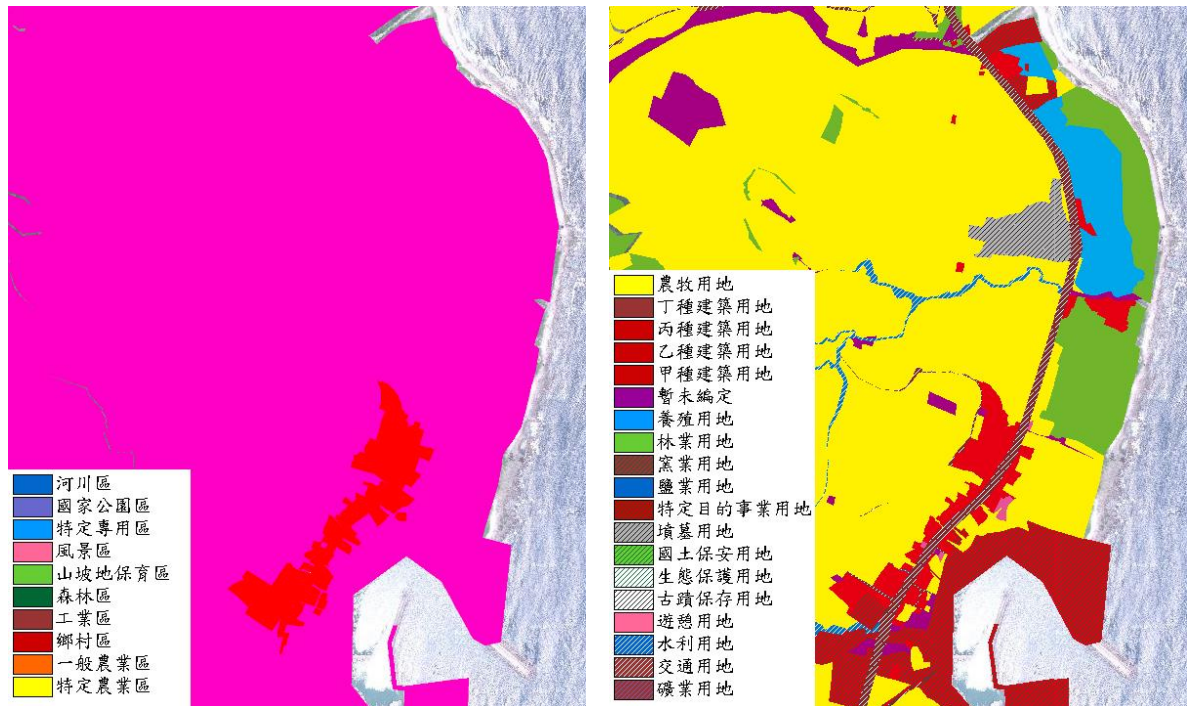 河川區
國家公園區
特定專用區
風景區
山坡地保育區
森林區
工業區
鄉村區
一般農業區
特定農業區
農牧用地
丁種建築用地
丙種建築用地
乙種建築用地
甲種建築用地
暫未編定
養殖用地
林業用地
窯業用地
鹽業用地
特定目的事業用地
墳墓用地
國土保安用地
生態保護用地
古蹟保存用地
遊憩用地
水利用地
交通用地
礦業用地